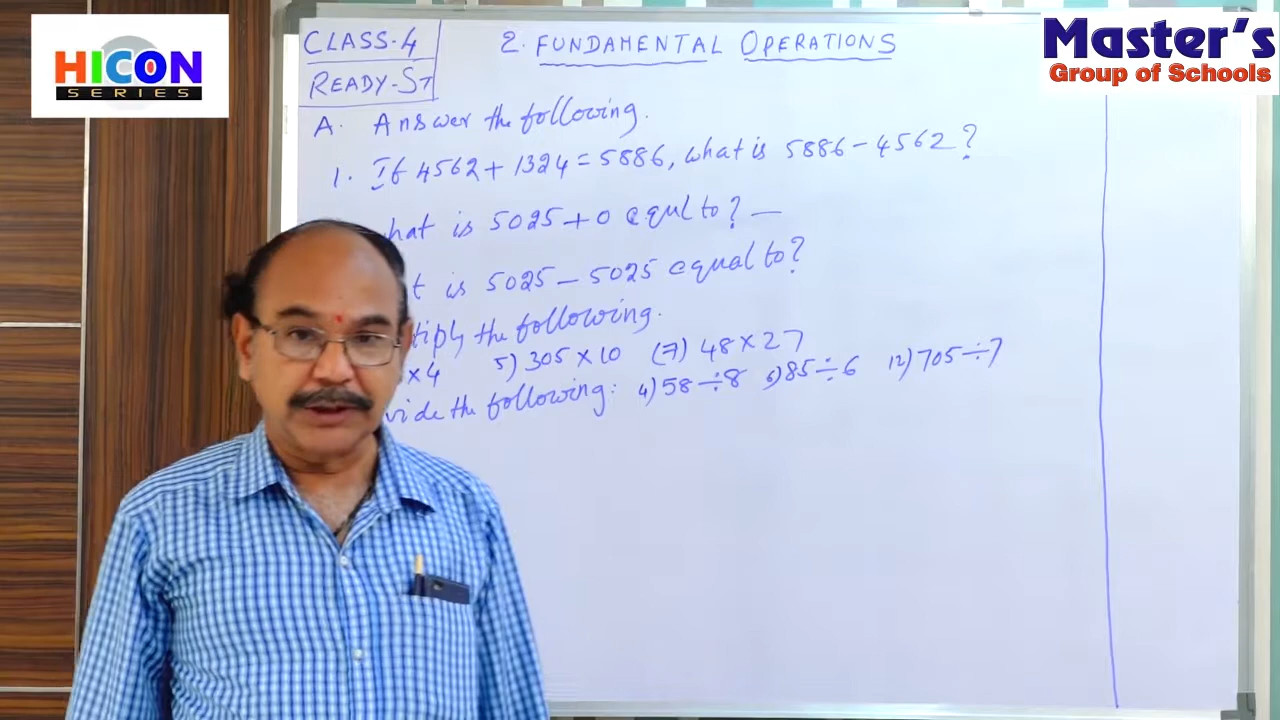 HICON
SERIES
Master's
Group of Schools
CLASS-4
READY-ST
2. FUNDAMENTAL OPERATIONS
A. Answer the following.
1. If 4562 + 1324 = 5886, what is 5886 - 4562?
hat is 5025 + 0 equl to? —
t is 5025 - 5025 equal to?
tiply the following.
× 4 5) 305 × 10 (7) 48 × 27
vide the following: 4) 58 ÷ 8 6) 85 ÷ 6 12) 705 ÷ 7